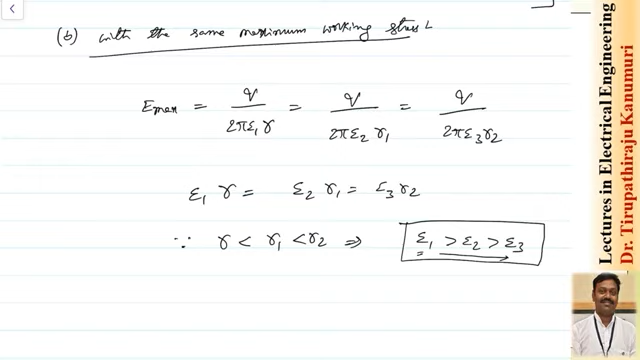 (b) with the same maximum working stress
Emax = q/2πε₁r = q/2πε₂r₁ = q/2πε₃r₂
ε₁ r = ε₂ r₁ = ε₃ r₂
∵ r < r₁ < r₂ ⇒ ε₁ > ε₂ > ε₃
Lectures in Electrical Engineering
Dr. Tirupathiraju Kanumuri